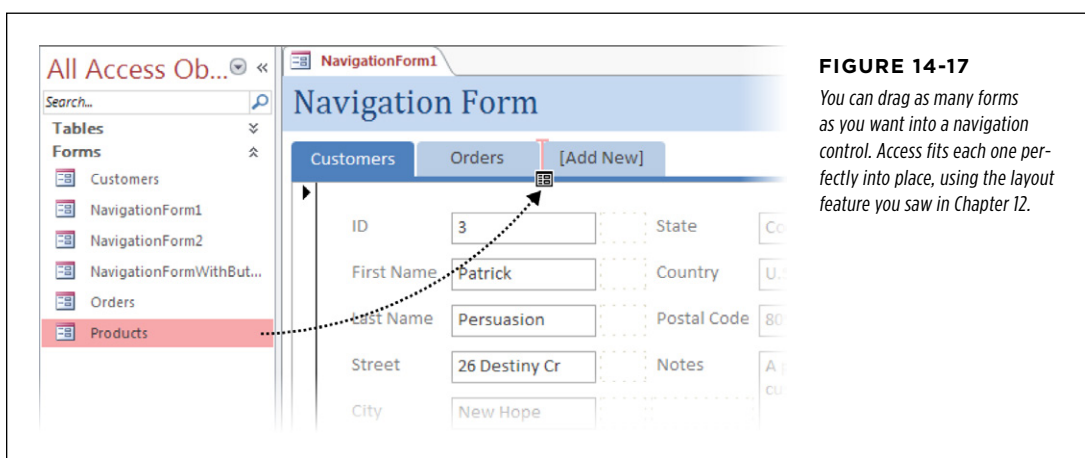 All Access Ob... «
Search...
Tables
Forms
Customers
NavigationForm1
NavigationForm2
NavigationFormWithBut...
Orders
Products
NavigationForm1
Navigation Form
Customers Orders [Add New]
ID 3 State Co
First Name Patrick Country U.
Last Name Persuasion Postal Code 80
Street 26 Destiny Cr Notes A
cu
City New Hope
FIGURE 14-17
You can drag as many forms
as you want into a navigation
control. Access fits each one per-
fectly into place, using the layout
feature you saw in Chapter 12.